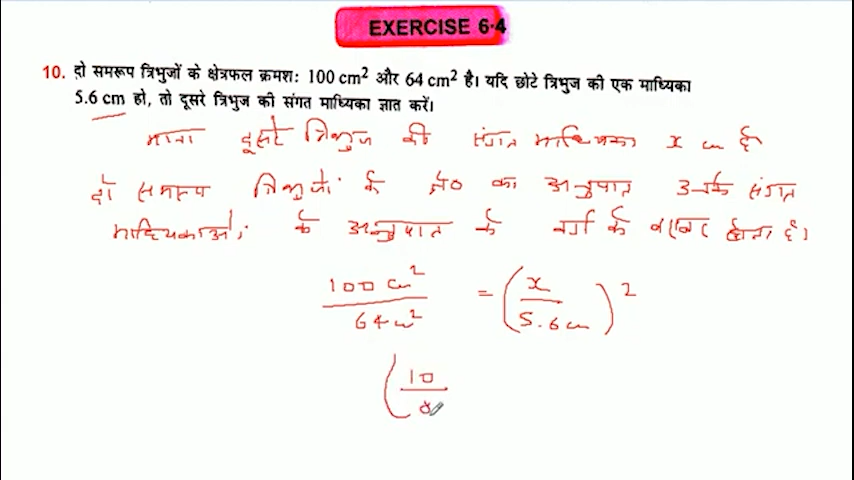 EXERCISE 6·4
10. दो समरूप त्रिभुजों के क्षेत्रफल क्रमश: 100 cm² और 64 cm² है। यदि छोटे त्रिभुज की एक माध्यिका
5.6 cm हो, तो दूसरे त्रिभुज की संगत माध्यिका ज्ञात करें।
माना दूसरे त्रिभुज की संगत माध्यिका x cm है
दो समरूप त्रिभुजों के क्षे० का अनुपात उनके संगत
माध्यिकाओं के अनुपात के वर्ग के बराबर होता है।
100 cm² / 64 cm² = (x / 5.6 cm)²
(10 / 8